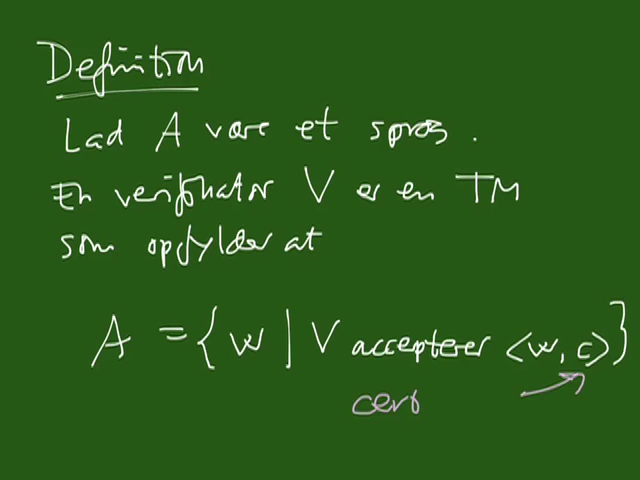 Definition
Lad A være et sprog.
En verifikator V er en TM
som opfylder at
A = { w | V accepterer <w, c> }
cert